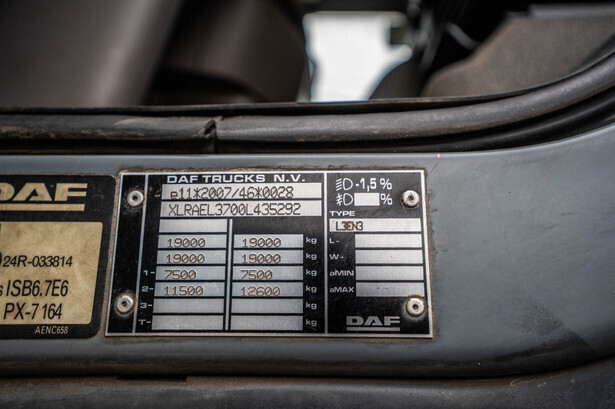 DAF
24R-033814
ISB6.7E6
PX-7 164
AENC658
DAF TRUCKS N.V.
e11*2007/46*0028
XLRAEL3700L435292
19000 19000 kg
19000 19000 kg
1- 7500 7500 kg
2- 11500 12600 kg
3- kg
T- kg
-1,5%
%
TYPE
L3EN3
L-
W-
aMIN
aMAX
DAF